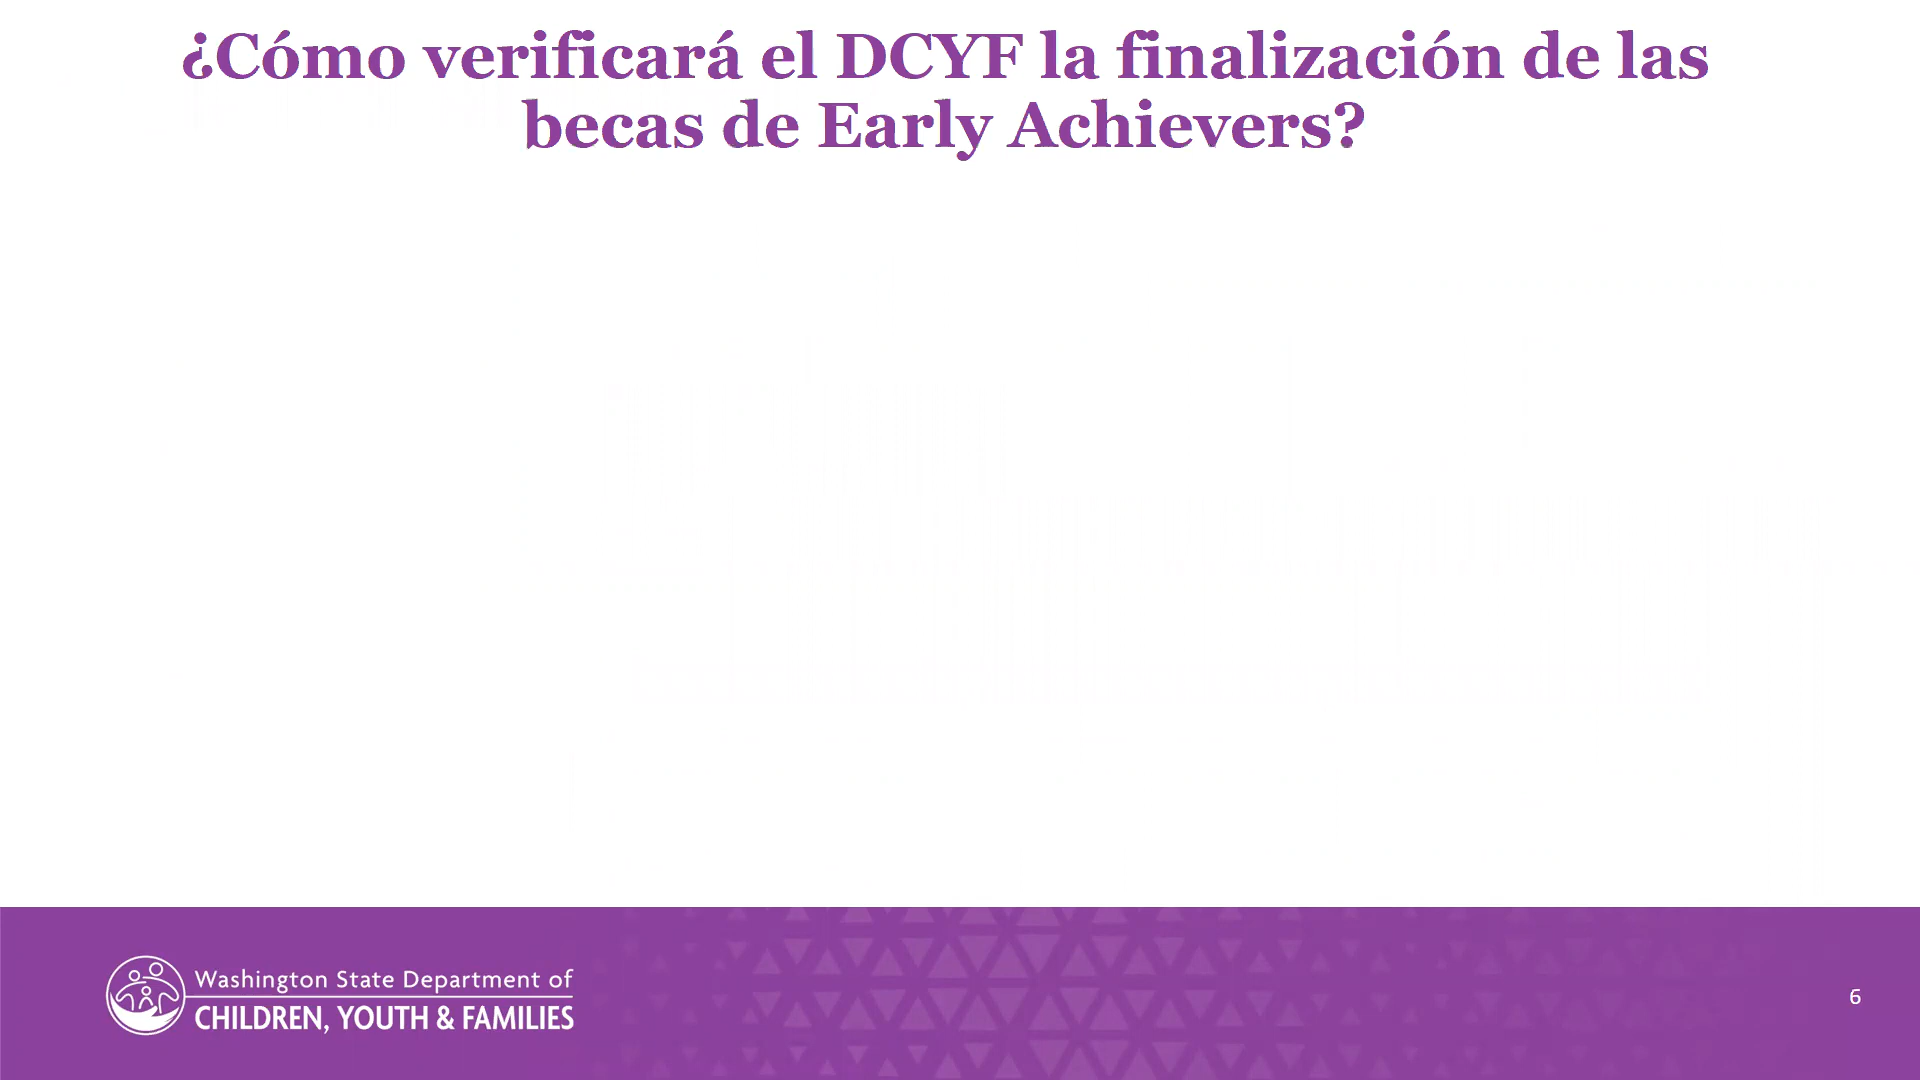 ¿Cómo verificará el DCYF la finalización de las
becas de Early Achievers?
Washington State Department of
CHILDREN, YOUTH & FAMILIES
6